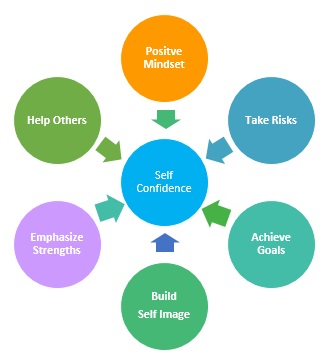 Positve
Mindset
Help Others
Take Risks
Self
Confidence
Emphasize
Strengths
Achieve
Goals
Build
Self Image